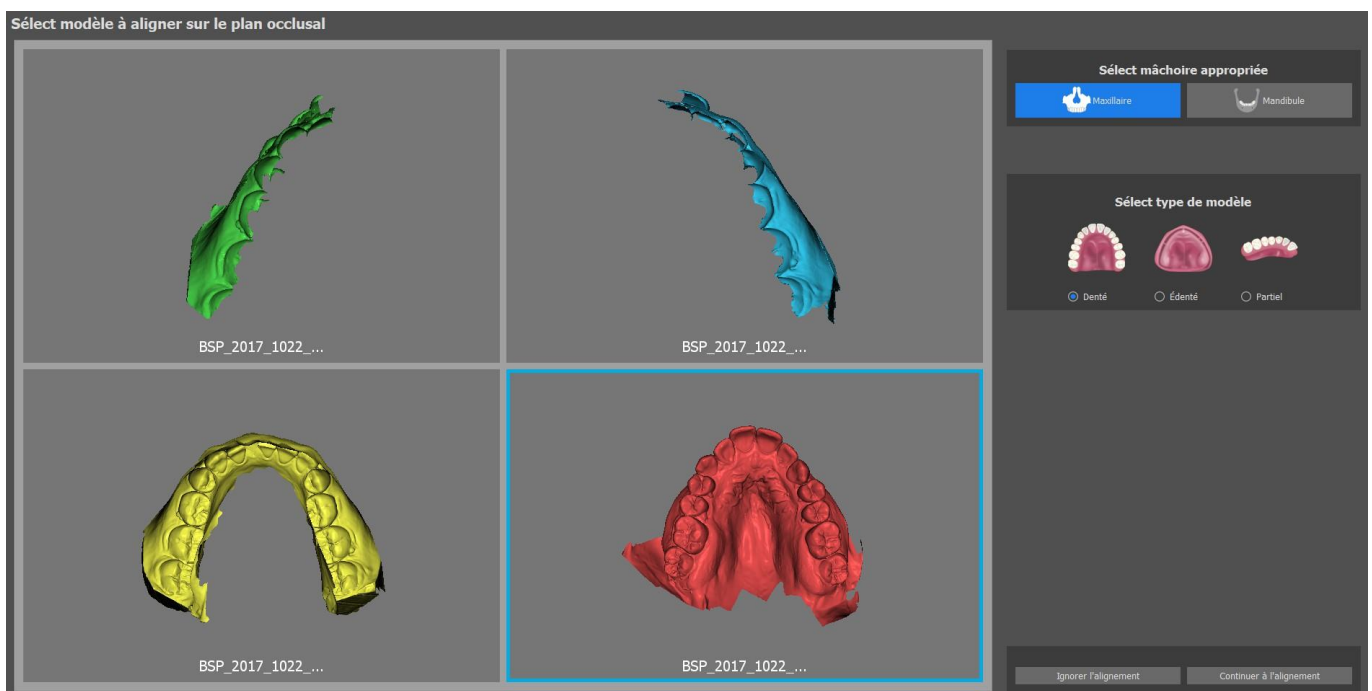 Sélect modèle à aligner sur le plan occlusal
Sélect mâchoire appropriée
Maxillaire
Mandibule
BSP_2017_1022_...
BSP_2017_1022_...
Sélect type de modèle
Denté
Édenté
Partiel
BSP_2017_1022_...
BSP_2017_1022_...
Ignorer l'alignement
Continuer à l'alignement